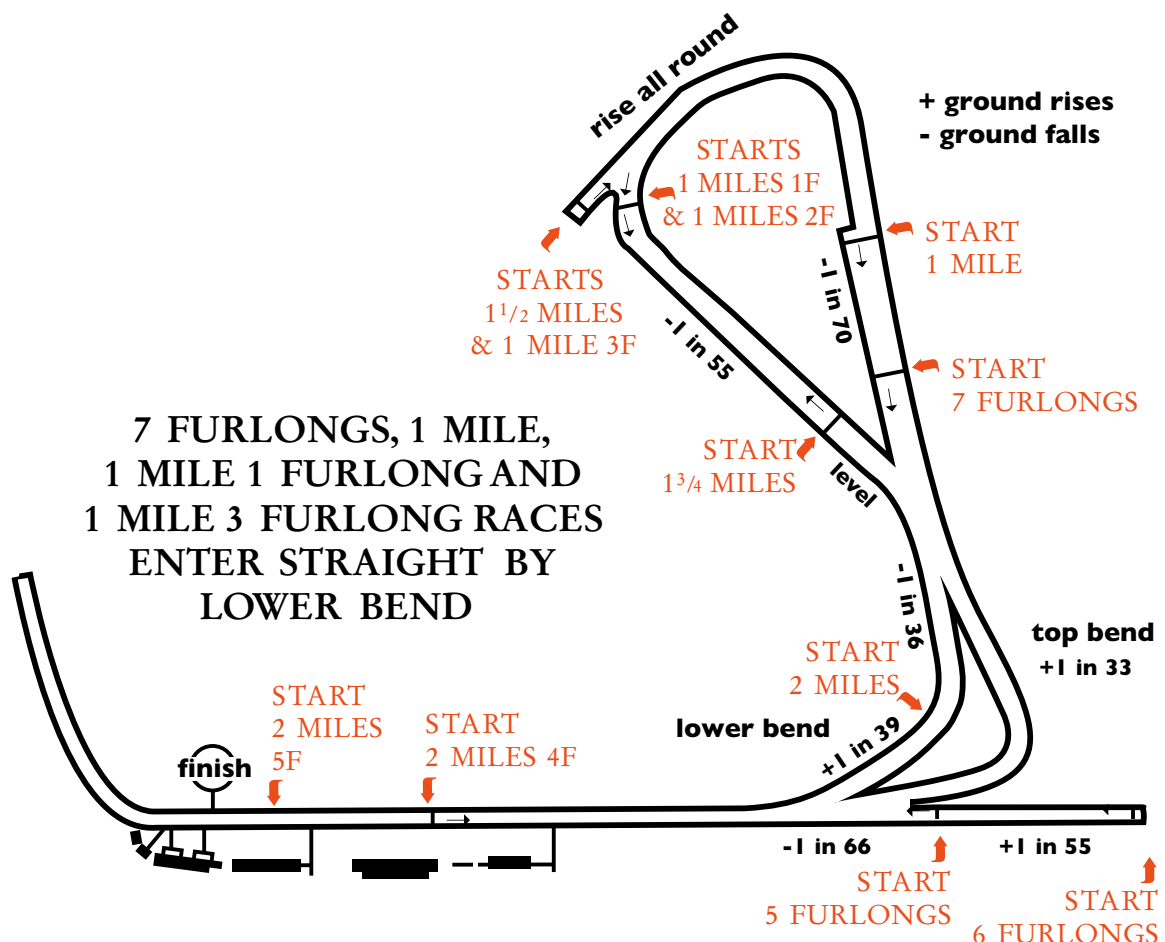 rise all round
+ ground rises
- ground falls
STARTS
1 MILES 1F
& 1 MILES 2F
START
1 MILE
STARTS
1 1/2 MILES
& 1 MILE 3F
-1 in 70
-1 in 55
START
7 FURLONGS
7 FURLONGS, 1 MILE,
1 MILE 1 FURLONG AND
1 MILE 3 FURLONG RACES
ENTER STRAIGHT BY
LOWER BEND
START
1 3/4 MILES
level
-1 in 36
top bend
+1 in 33
START
2 MILES
lower bend
+1 in 39
START
2 MILES
5F
START
2 MILES 4F
finish
-1 in 66
+1 in 55
START
5 FURLONGS
START
6 FURLONGS